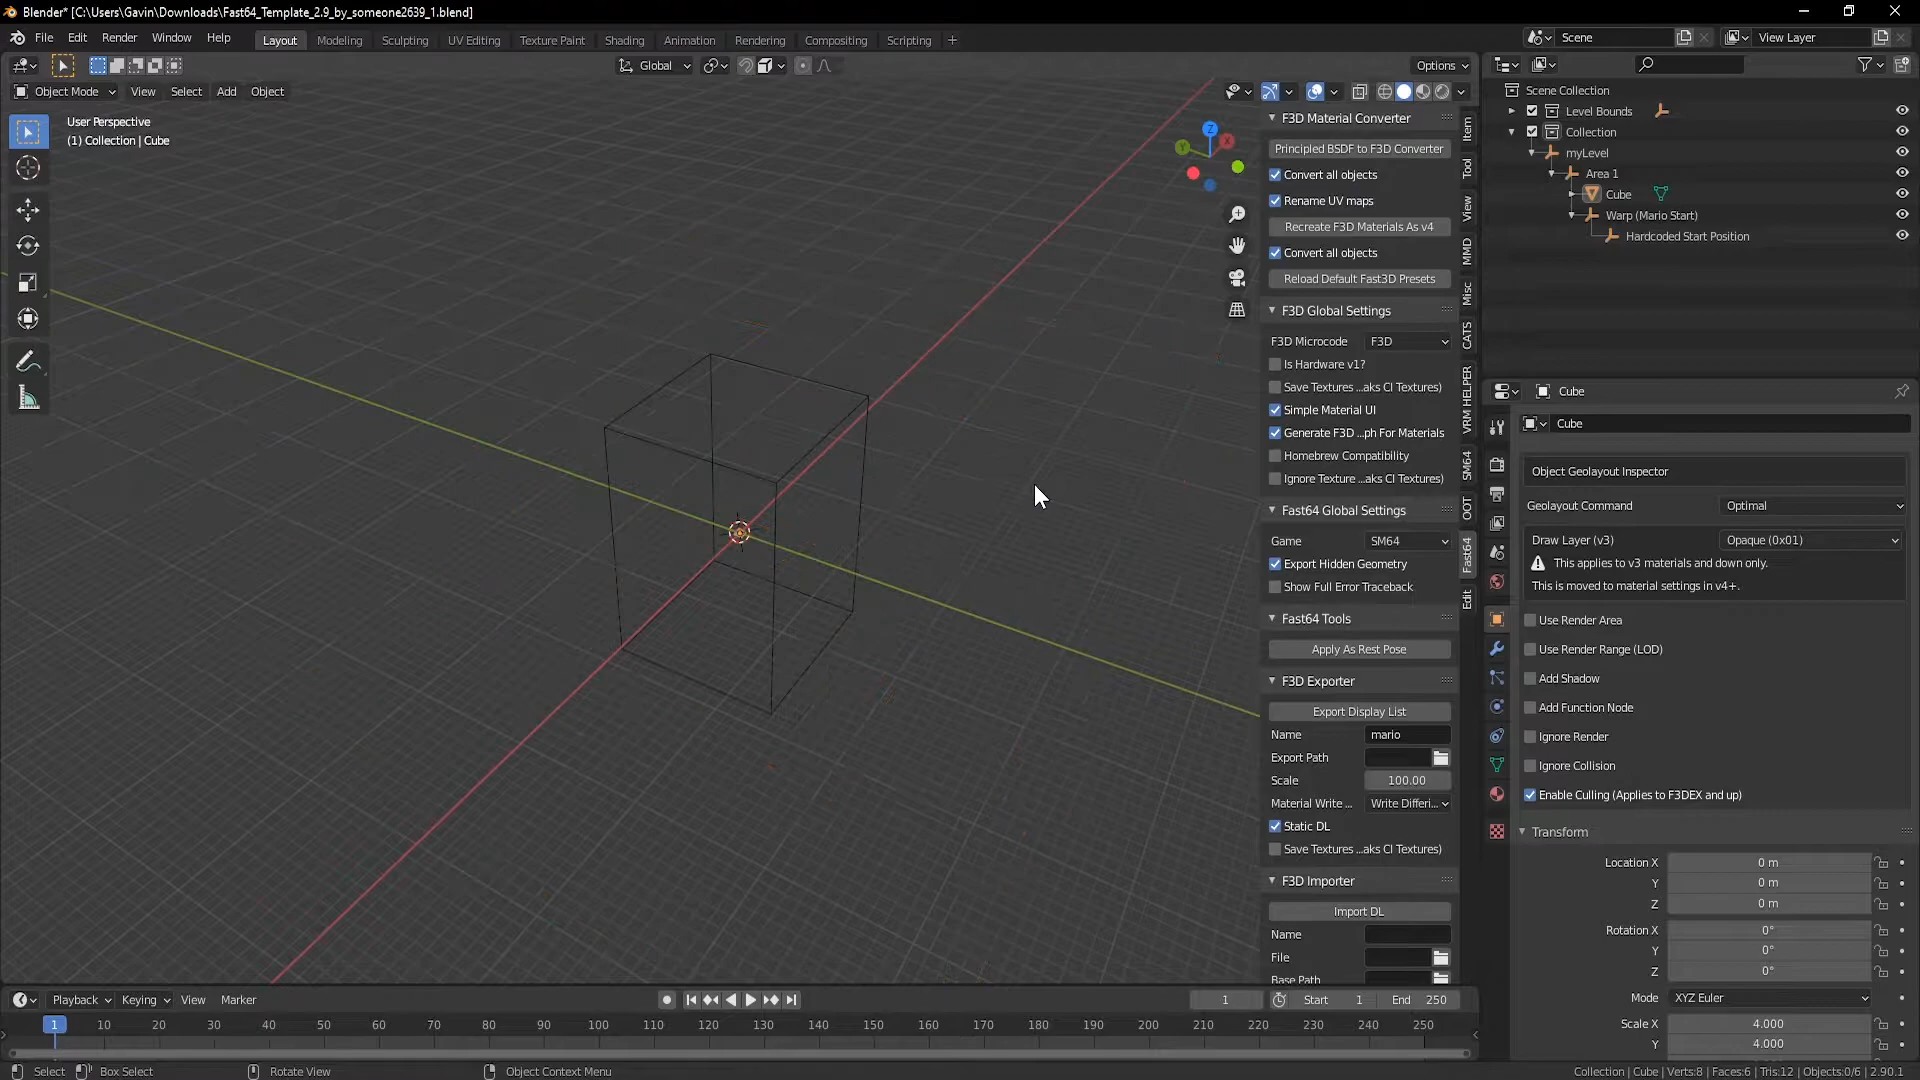 Blender* [C:\Users\Gavin\Downloads\Fast64_Template_2.9_by_someone2639_1.blend]
File Edit Render Window Help
Layout Modeling Sculpting UV Editing Texture Paint Shading Animation Rendering Compositing Scripting +
Scene
View Layer
Global
Options
Object Mode View Select Add Object
User Perspective
(1) Collection | Cube
Z
X
Y
F3D Material Converter
Principled BSDF to F3D Converter
Convert all objects
Rename UV maps
Recreate F3D Materials As v4
Convert all objects
Reload Default Fast3D Presets
F3D Global Settings
F3D Microcode F3D
Is Hardware v1?
Save Textures ...aks CI Textures)
Simple Material UI
Generate F3D ...ph For Materials
Homebrew Compatibility
Ignore Texture ...aks CI Textures)
Fast64 Global Settings
Game SM64
Export Hidden Geometry
Show Full Error Traceback
Fast64 Tools
Apply As Rest Pose
F3D Exporter
Export Display List
Name mario
Export Path
Scale 100.00
Material Write ... Write Differi...
Static DL
Save Textures ...aks CI Textures)
F3D Importer
Import DL
Name
File
Base Path
Item
Tool
View
MMD
Misc
CATS
VRM HELPER
SM64
OOT
Fast64
Edit
Scene Collection
Level Bounds
Collection
myLevel
Area 1
Cube
Warp (Mario Start)
Hardcoded Start Position
Cube
Cube
Object Geolayout Inspector
Geolayout Command Optimal
Draw Layer (v3) Opaque (0x01)
This applies to v3 materials and down only.
This is moved to material settings in v4+.
Use Render Area
Use Render Range (LOD)
Add Shadow
Add Function Node
Ignore Render
Ignore Collision
Enable Culling (Applies to F3DEX and up)
Transform
Location X 0 m
Y 0 m
Z 0 m
Rotation X 0°
Y 0°
Z 0°
Mode XYZ Euler
Scale X 4.000
Y 4.000
Playback Keying View Marker
1 Start 1 End 250
1 10 20 30 40 50 60 70 80 90 100 110 120 130 140 150 160 170 180 190 200 210 220 230 240 250
Select Box Select Rotate View Object Context Menu
Collection | Cube | Verts:8 | Faces:6 | Tris:12 | Objects:0/6 | 2.90.1